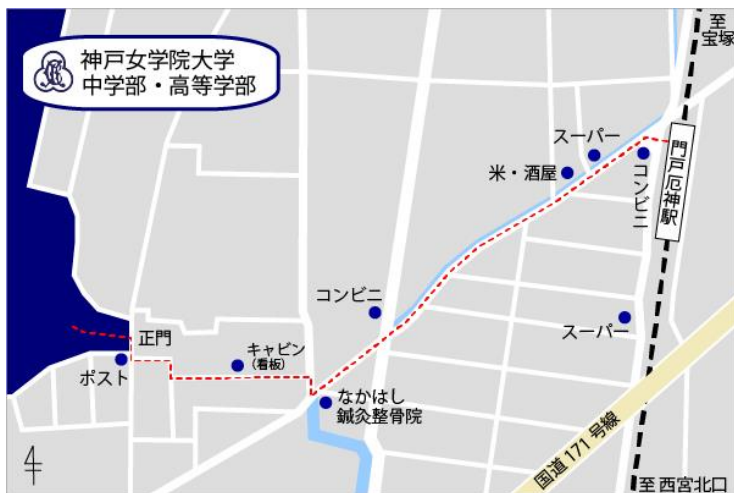 神戸女学院大学
中学部・高等学部
至
宝塚
スーパー
米・酒屋
コンビニ
門戸厄神駅
コンビニ
スーパー
正門
キャビン
(看板)
ポスト
なかはし
鍼灸整骨院
国道171号線
至西宮北口